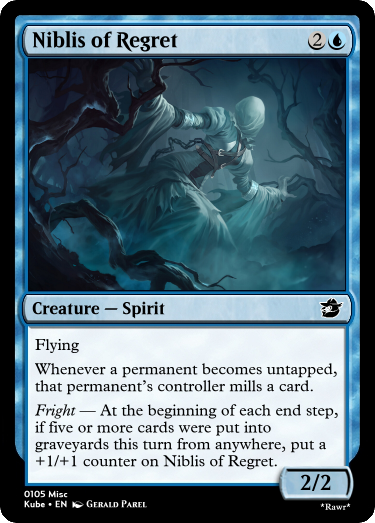 Niblis of Regret 2
Creature — Spirit
Flying
Whenever a permanent becomes untapped,
that permanent's controller mills a card.
Fright — At the beginning of each end step,
if five or more cards were put into
graveyards this turn from anywhere, put a
+1/+1 counter on Niblis of Regret.
2/2
0105 Misc
Kube • EN Gerald Parel
*Rawr*